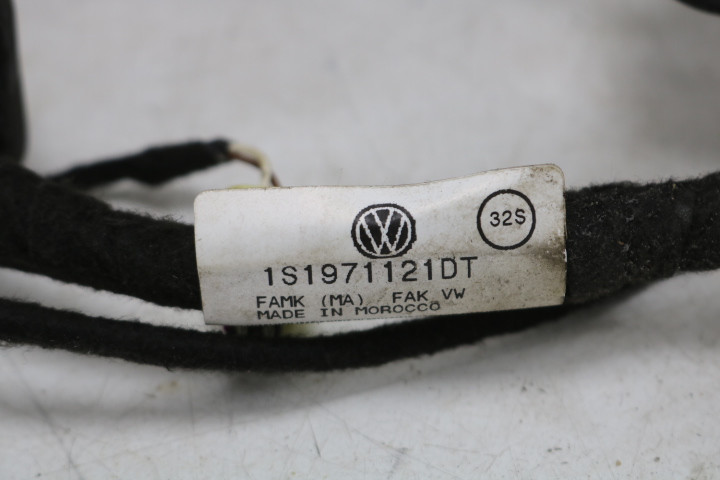 32S
1S1971121DT
FAMK (MA) FAK VW
MADE IN MOROCCO